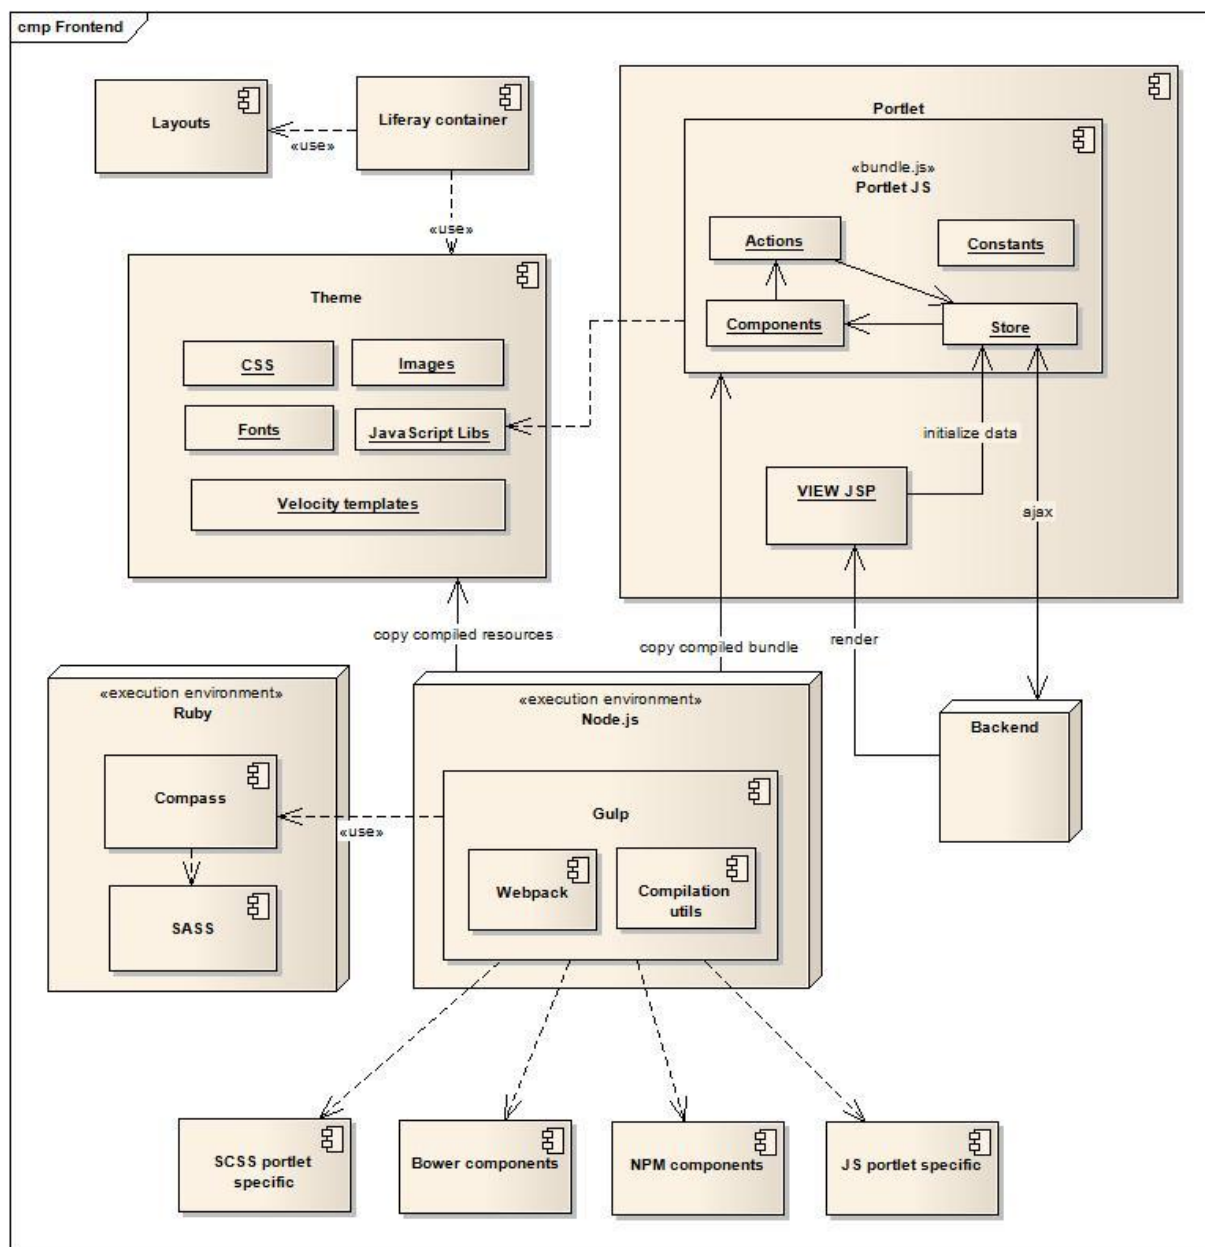 cmp Frontend
Layouts
Liferay container
«use»
«use»
Portlet
«bundle.js»
Portlet JS
Actions
Constants
Components
Store
Theme
CSS
Images
Fonts
JavaScript Libs
Velocity templates
initialize data
VIEW JSP
ajax
copy compiled resources
copy compiled bundle
render
«execution environment»
Ruby
Compass
SASS
«use»
«execution environment»
Node.js
Gulp
Webpack
Compilation
utils
Backend
SCSS portlet
specific
Bower components
NPM components
JS portlet specific